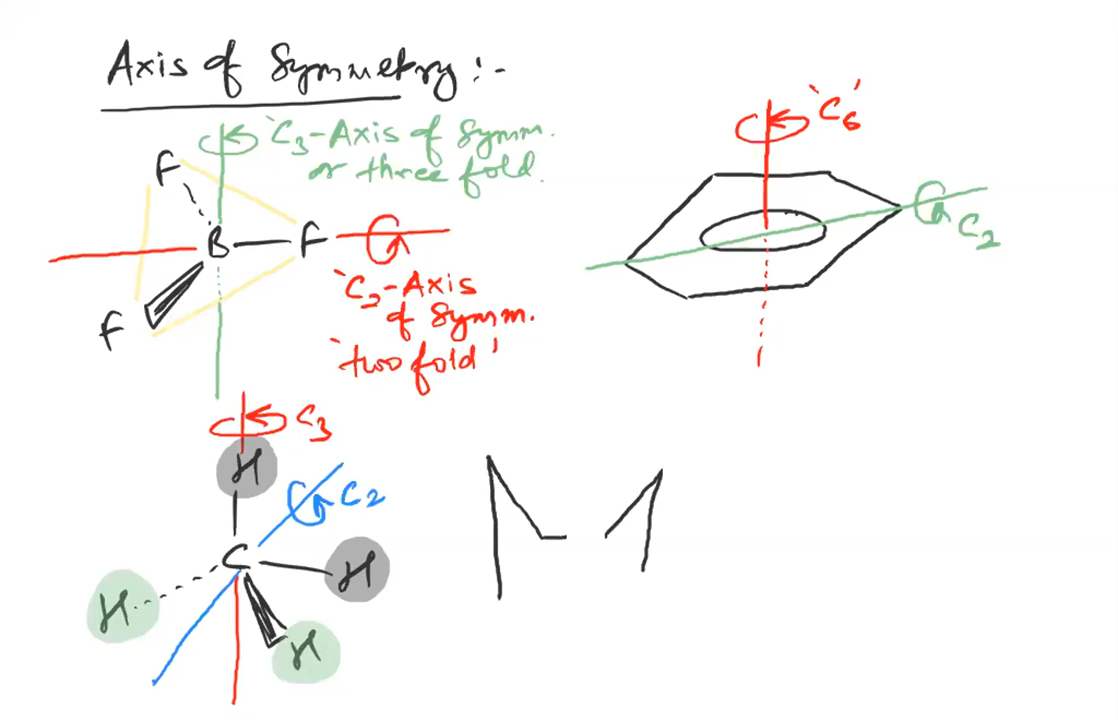 Axis of Symmetry :-
'C₃-Axis of Symm.
or three fold.
F
B
F
F
'C₂-Axis
of Symm.
'two fold'
'C₆'
C₂
C₃
H
C₂
C
H
H
H